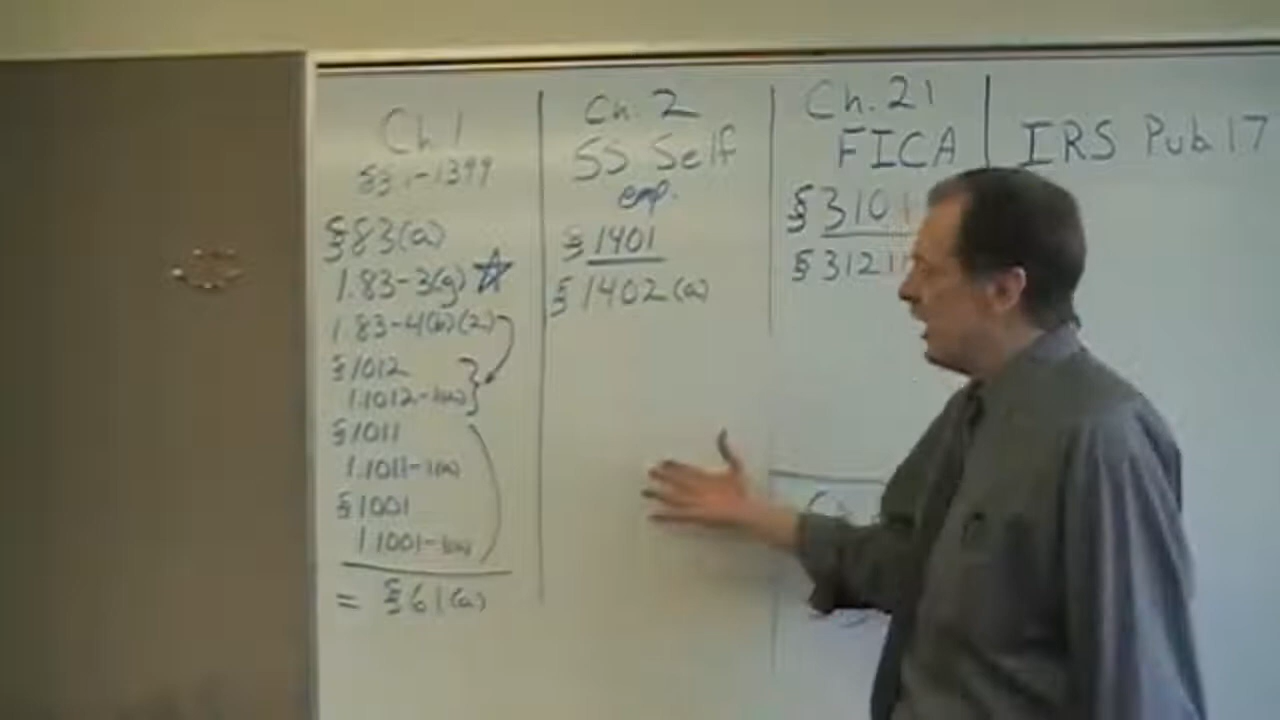 Ch.1
§§1-1399
§83(a)
1.83-3(g)
1.83-4(b)(2)
§1012
1.1012-1(a)
§1011
1.1011-1(a)
§1001
1.1001-1(a)
= §61(a)
Ch. 2
SS Self
emp.
§1401
§1402(a)
Ch. 21
FICA
§3101
§3121
IRS Pub 17